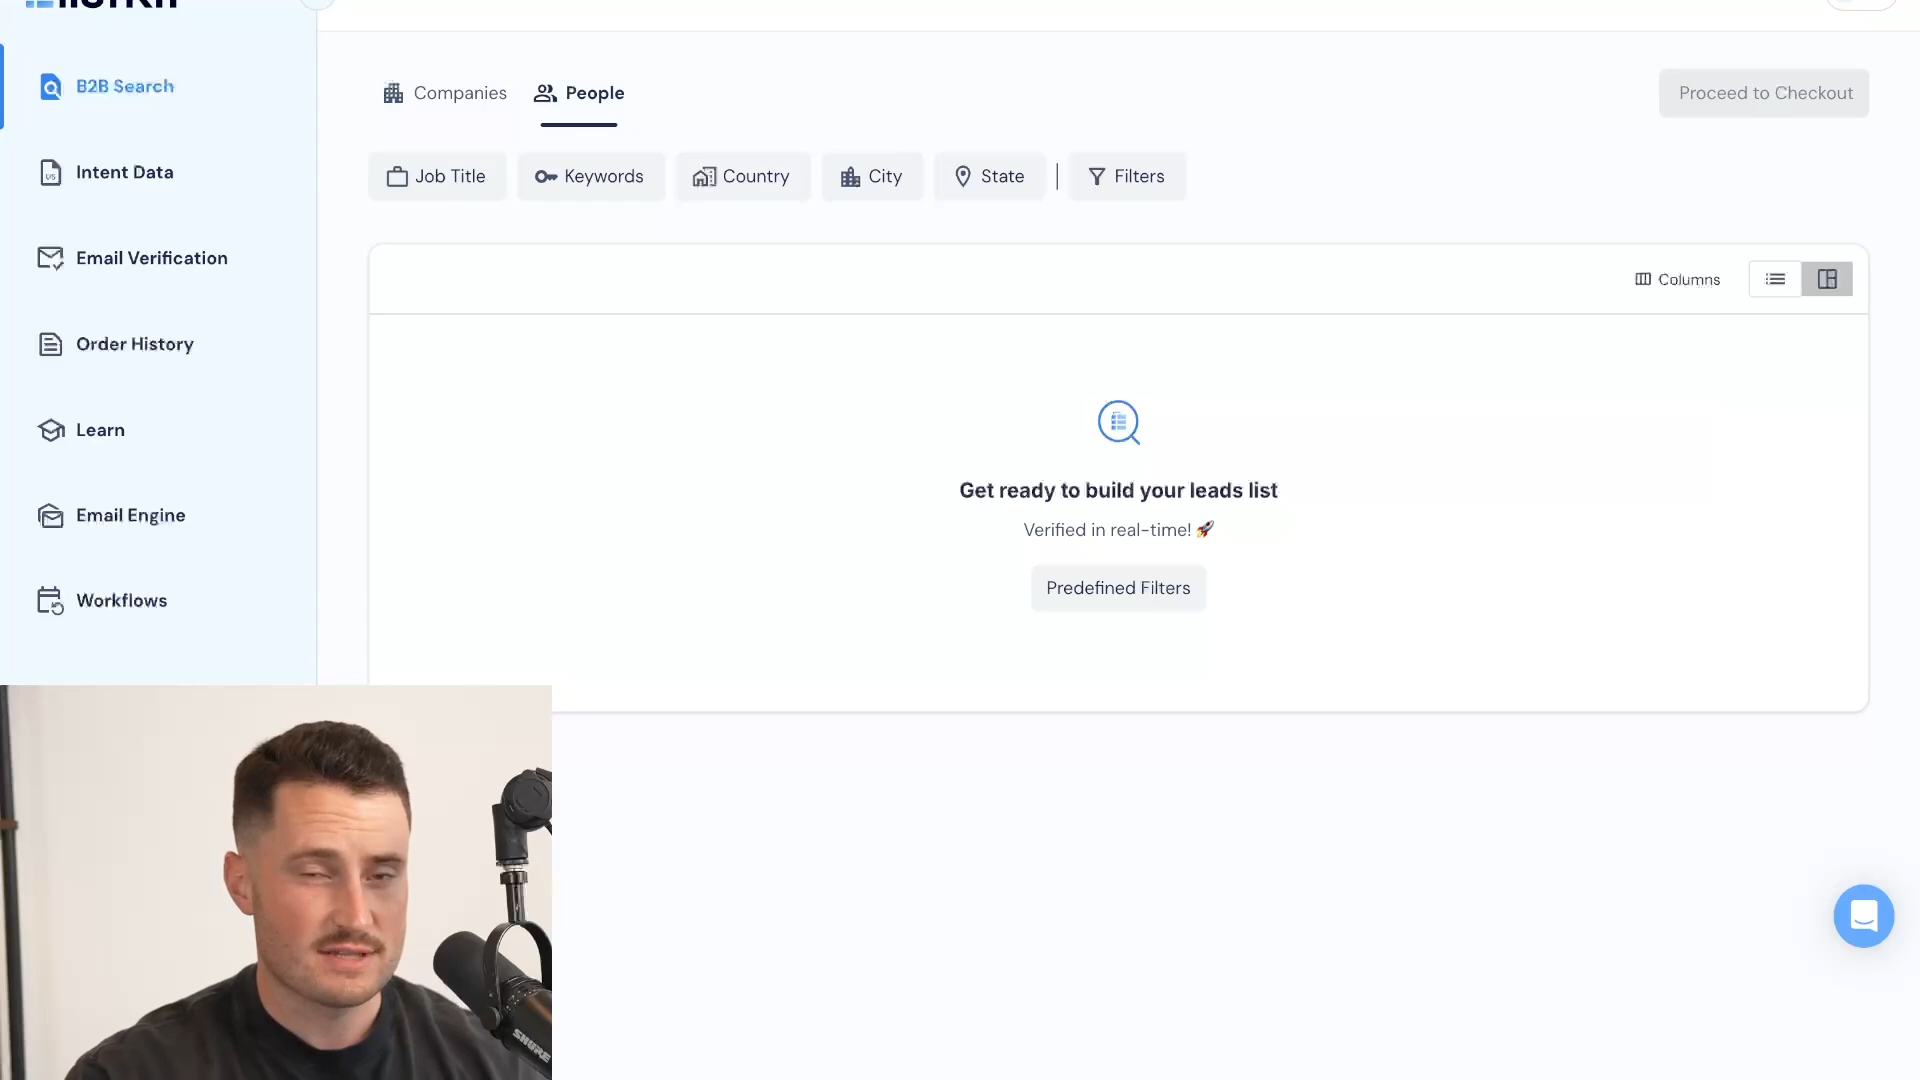 B2B Search
Intent Data
Email Verification
Order History
Learn
Email Engine
Workflows
Companies
People
Proceed to Checkout
Job Title
Keywords
Country
City
State
Filters
Columns
Get ready to build your leads list
Verified in real-time! 🚀
Predefined Filters
SHURE